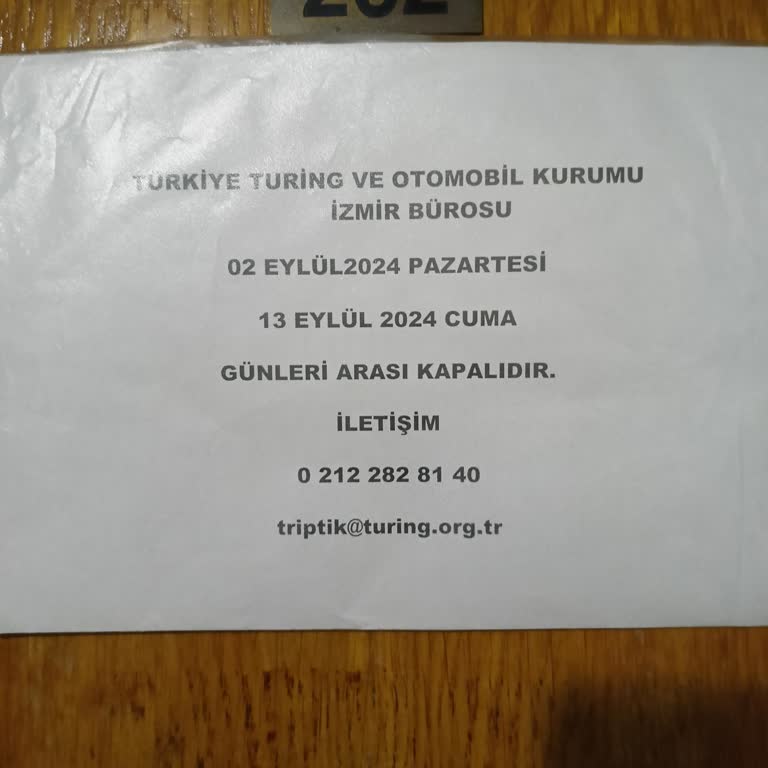 202
TÜRKİYE TURİNG VE OTOMOBİL KURUMU
İZMİR BÜROSU
02 EYLÜL2024 PAZARTESİ
13 EYLÜL 2024 CUMA
GÜNLERİ ARASI KAPALIDIR.
İLETİŞİM
0 212 282 81 40
triptik@turing.org.tr